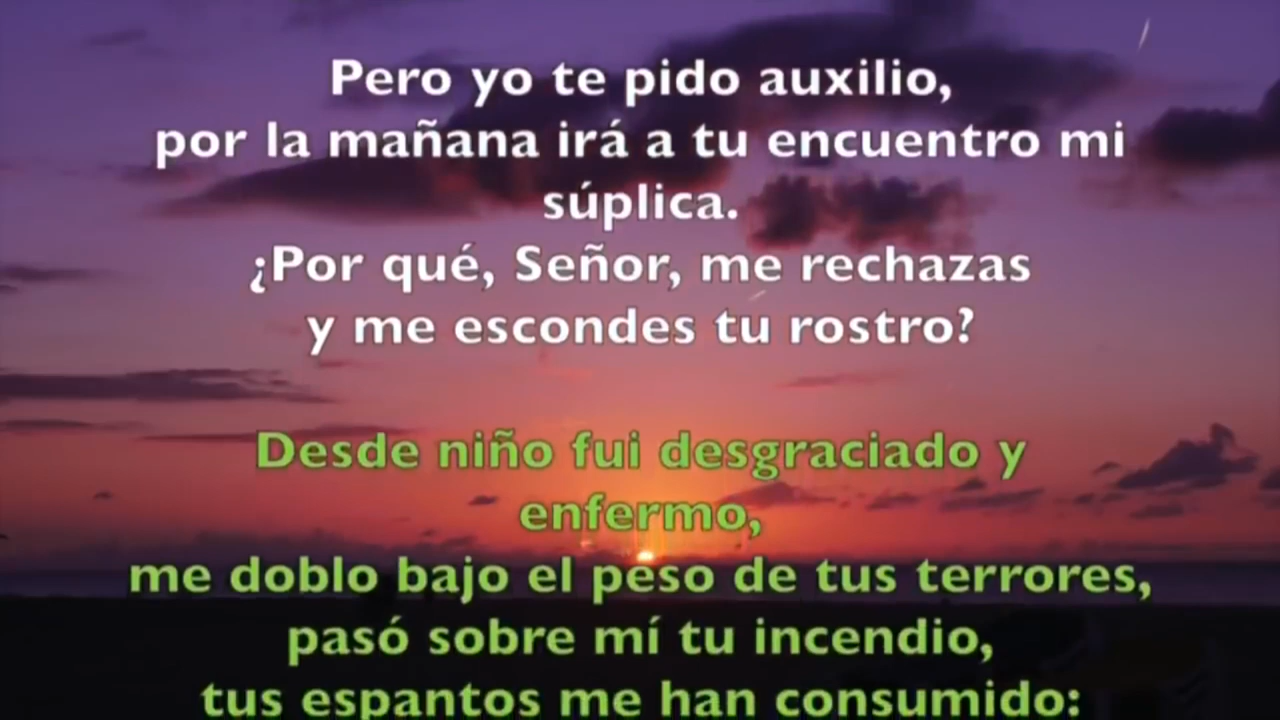 Pero yo te pido auxilio,
por la mañana irá a tu encuentro mi
súplica.
¿Por qué, Señor, me rechazas
y me escondes tu rostro?
Desde niño fui desgraciado y
enfermo,
me doblo bajo el peso de tus terrores,
pasó sobre mí tu incendio,
tus espantos me han consumido: